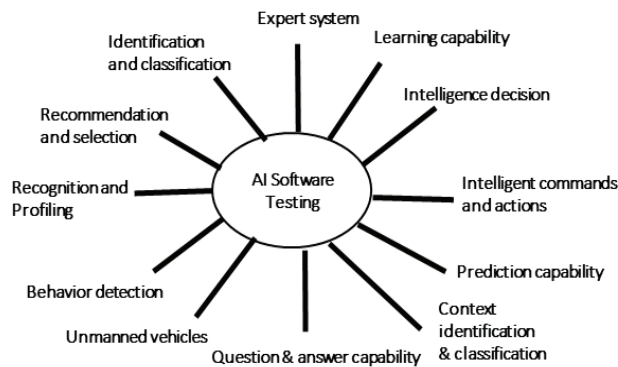 Expert system
Identification
and classification
Learning capability
Intelligence decision
Recommendation
and selection
AI Software
Testing
Recognition and
Profiling
Intelligent commands
and actions
Prediction capability
Behavior detection
Context
identification
& classification
Unmanned vehicles
Question & answer capability